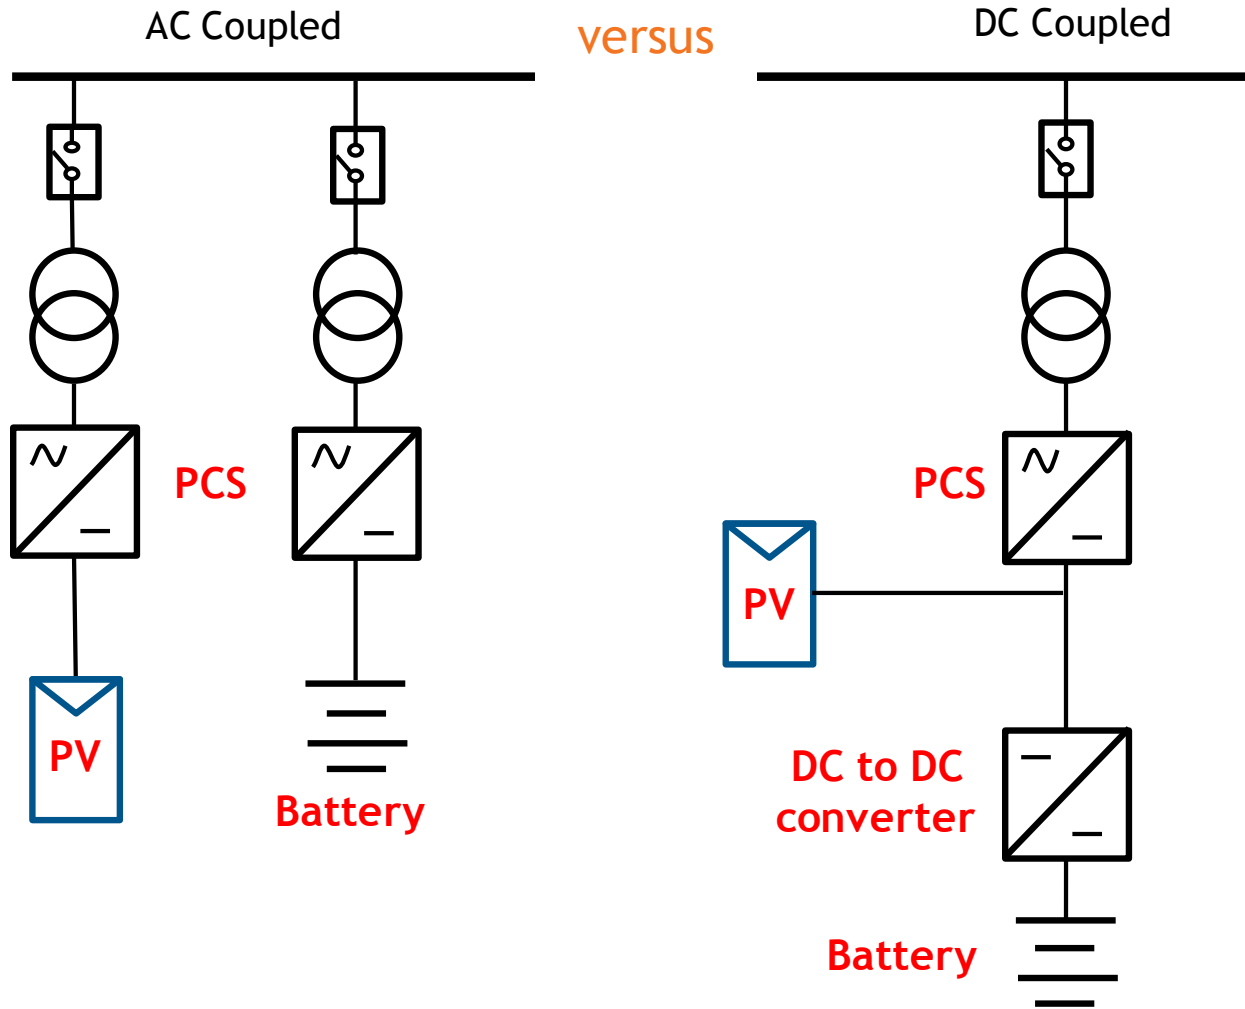 AC Coupled
versus
DC Coupled
PCS
PV
Battery
PCS
PV
DC to DC
converter
Battery